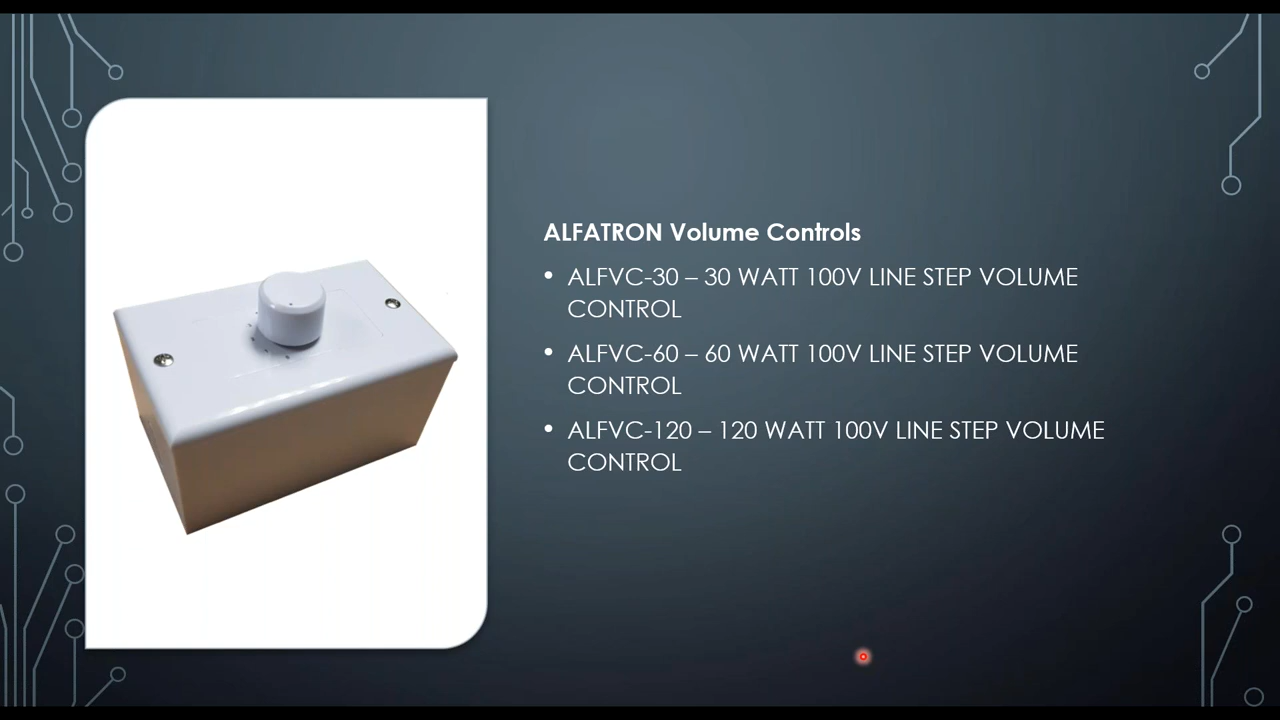 ALFATRON Volume Controls
• ALFVC-30 – 30 WATT 100V LINE STEP VOLUME
CONTROL
• ALFVC-60 – 60 WATT 100V LINE STEP VOLUME
CONTROL
• ALFVC-120 – 120 WATT 100V LINE STEP VOLUME
CONTROL